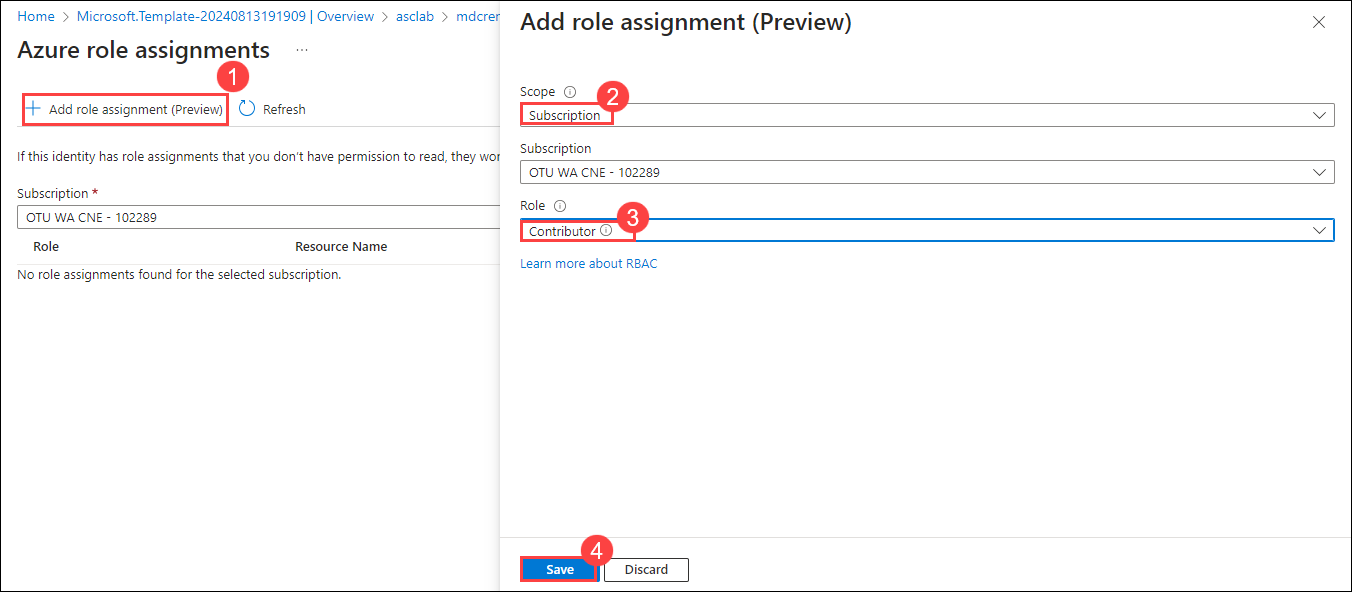 Home > Microsoft.Template-20240813191909 | Overview > asclab > mdcren
Azure role assignments ...
1
+ Add role assignment (Preview) Refresh
If this identity has role assignments that you don't have permission to read, they won
Subscription *
OTU WA CNE - 102289
Role Resource Name
No role assignments found for the selected subscription.
Add role assignment (Preview)
Scope
2
Subscription
Subscription
OTU WA CNE - 102289
Role
3
Contributor
Learn more about RBAC
4
Save Discard